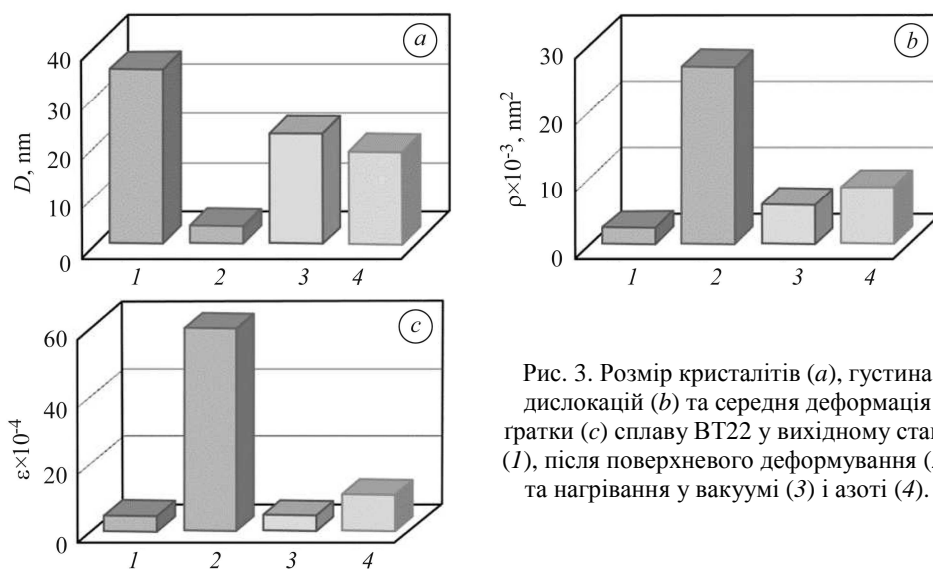 a
40
30
20
10
0
D, nm
1 2 3 4
b
30
20
10
0
ρ×10⁻³, nm²
1 2 3 4
c
60
40
20
0
ε×10⁻⁴
1 2 3 4
Рис. 3. Розмір кристалітів (a), густина
дислокацій (b) та середня деформація
ґратки (c) сплаву ВТ22 у вихідному
(1), після поверхневого деформування
та нагрівання у вакуумі (3) і азоті (4).